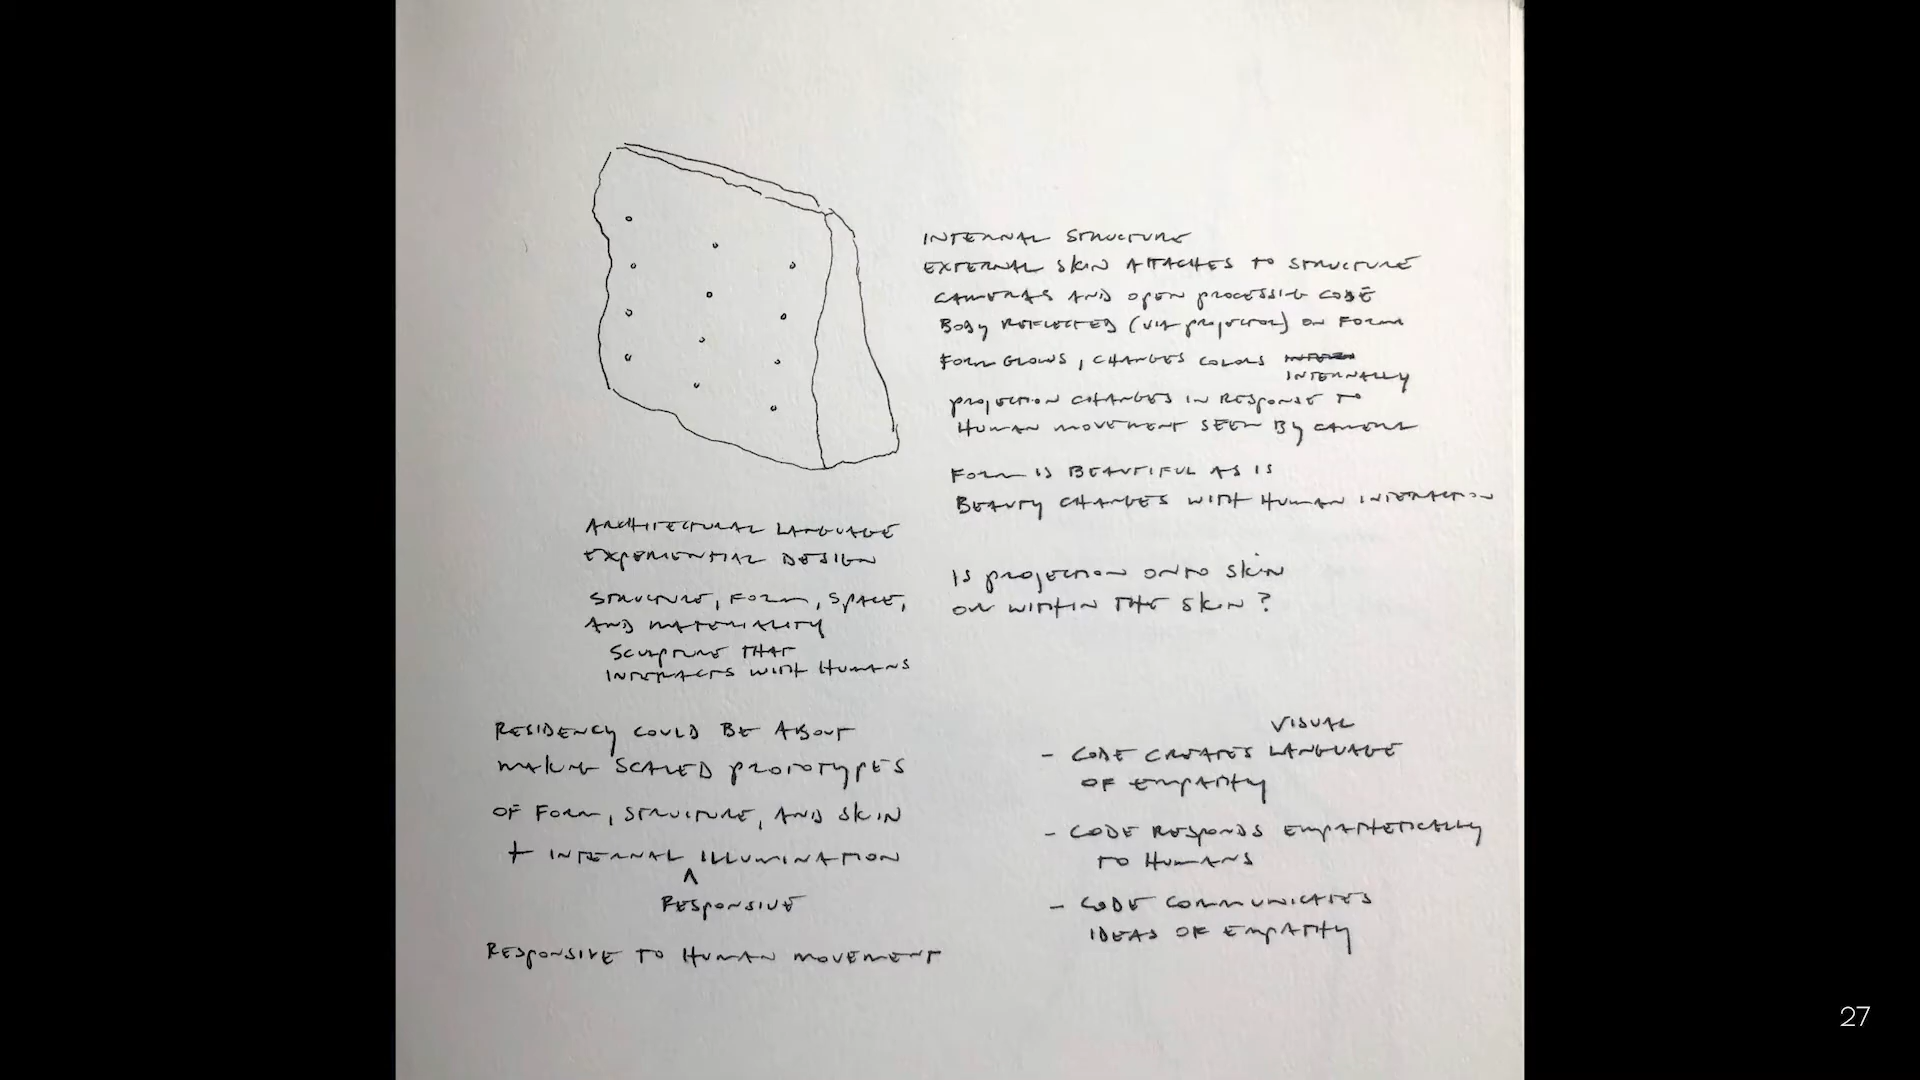 INTERNAL STRUCTURE
EXTERNAL SKIN ATTACHES TO STRUCTURE
CAMERAS AND OPEN PROCESSING CODE
BODY REFLECTED (VIA PROJECTOR) ON FORM
FORM GLOWS, CHANGES COLORS
INTERNALLY
PROJECTION CHANGES IN RESPONSE TO
HUMAN MOVEMENT SEEN BY CAMERA
FORM IS BEAUTIFUL AS IS
BEAUTY CHANGES WITH HUMAN INTERACTION
IS PROJECTION ONTO SKIN
OR WITHIN THE SKIN?
ARCHITECTURAL LANGUAGE
EXPERIENTIAL DESIGN
STRUCTURE, FORM, SPACE,
AND MATERIALITY
SCULPTURE THAT
INTERACTS WITH HUMANS
RESIDENCY COULD BE ABOUT
MAKING SCALED PROTOTYPES
OF FORM, STRUCTURE, AND SKIN
+ INTERNAL ILLUMINATION
^
RESPONSIVE
RESPONSIVE TO HUMAN MOVEMENT
VISUAL
- CODE CREATES LANGUAGE
OF EMPATHY
- CODE RESPONDS EMPATHETICALLY
TO HUMANS
- CODE COMMUNICATES
IDEAS OF EMPATHY
27